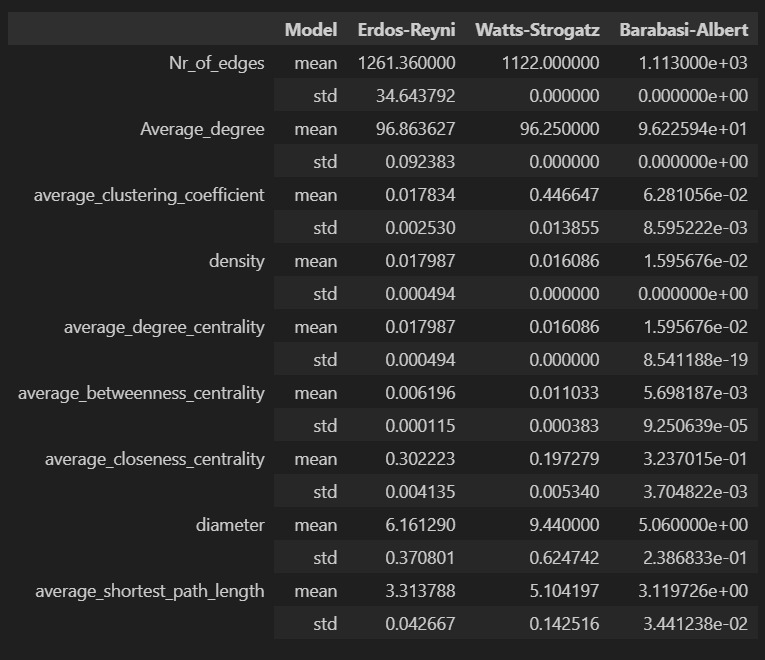 Model Erdos-Reyni Watts-Strogatz Barabasi-Albert
Nr_of_edges mean 1261.360000 1122.000000 1.113000e+03
std 34.643792 0.000000 0.000000e+00
Average_degree mean 96.863627 96.250000 9.622594e+01
std 0.092383 0.000000 0.000000e+00
average_clustering_coefficient mean 0.017834 0.446647 6.281056e-02
std 0.002530 0.013855 8.595222e-03
density mean 0.017987 0.016086 1.595676e-02
std 0.000494 0.000000 0.000000e+00
average_degree_centrality mean 0.017987 0.016086 1.595676e-02
std 0.000494 0.000000 8.541188e-19
average_betweenness_centrality mean 0.006196 0.011033 5.698187e-03
std 0.000115 0.000383 9.250639e-05
average_closeness_centrality mean 0.302223 0.197279 3.237015e-01
std 0.004135 0.005340 3.704822e-03
diameter mean 6.161290 9.440000 5.060000e+00
std 0.370801 0.624742 2.386833e-01
average_shortest_path_length mean 3.313788 5.104197 3.119726e+00
std 0.042667 0.142516 3.441238e-02